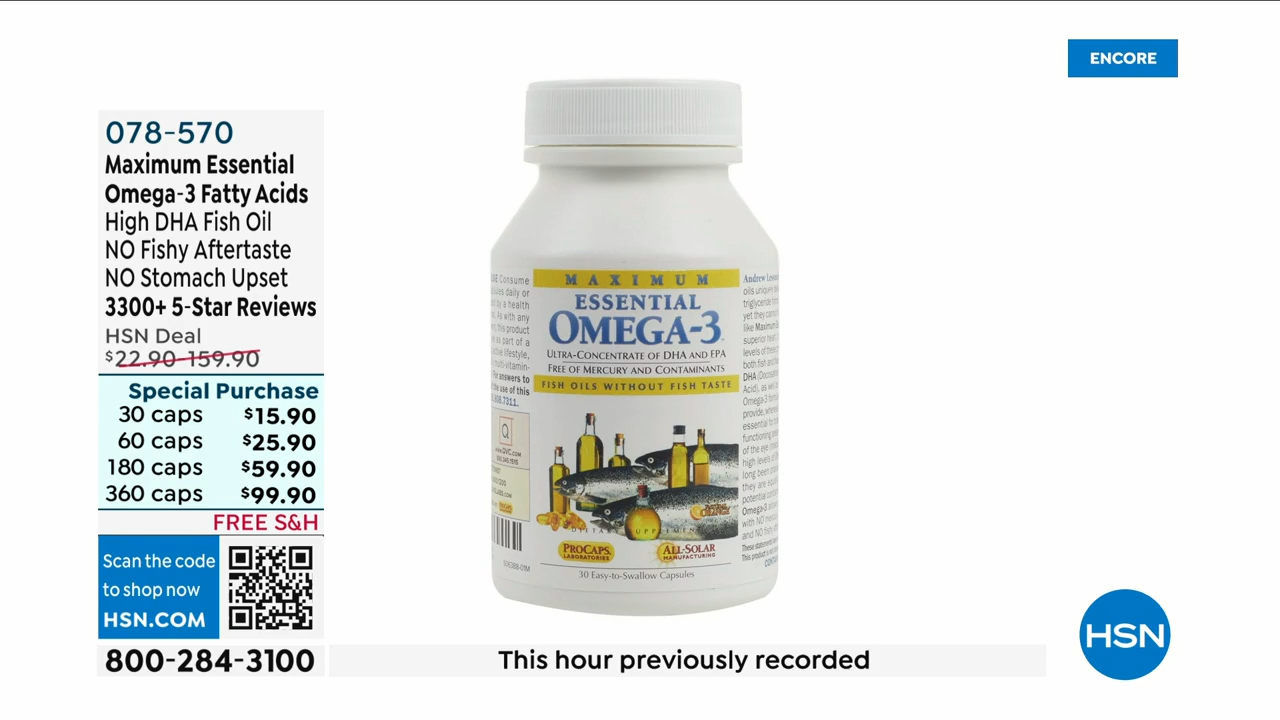 ENCORE
078-570
Maximum Essential
Omega-3 Fatty Acids
High DHA Fish Oil
NO Fishy Aftertaste
NO Stomach Upset
3300+ 5-Star Reviews
HSN Deal
$22.90-159.90
Special Purchase
30 caps $15.90
60 caps $25.90
180 caps $59.90
360 caps $99.90
FREE S&H
Scan the code
to shop now
HSN.COM
800-284-3100
This hour previously recorded
HSN
MAXIMUM
ESSENTIAL
OMEGA-3
ULTRA-CONCENTRATE OF DHA AND EPA
FREE OF MERCURY AND CONTAMINANTS
FISH OILS WITHOUT FISH TASTE
DIETARY SUPPLEMENT
PROCAPS
LABORATORIES
ALL-SOLAR
MANUFACTURING
30 Easy-to-Swallow Capsules